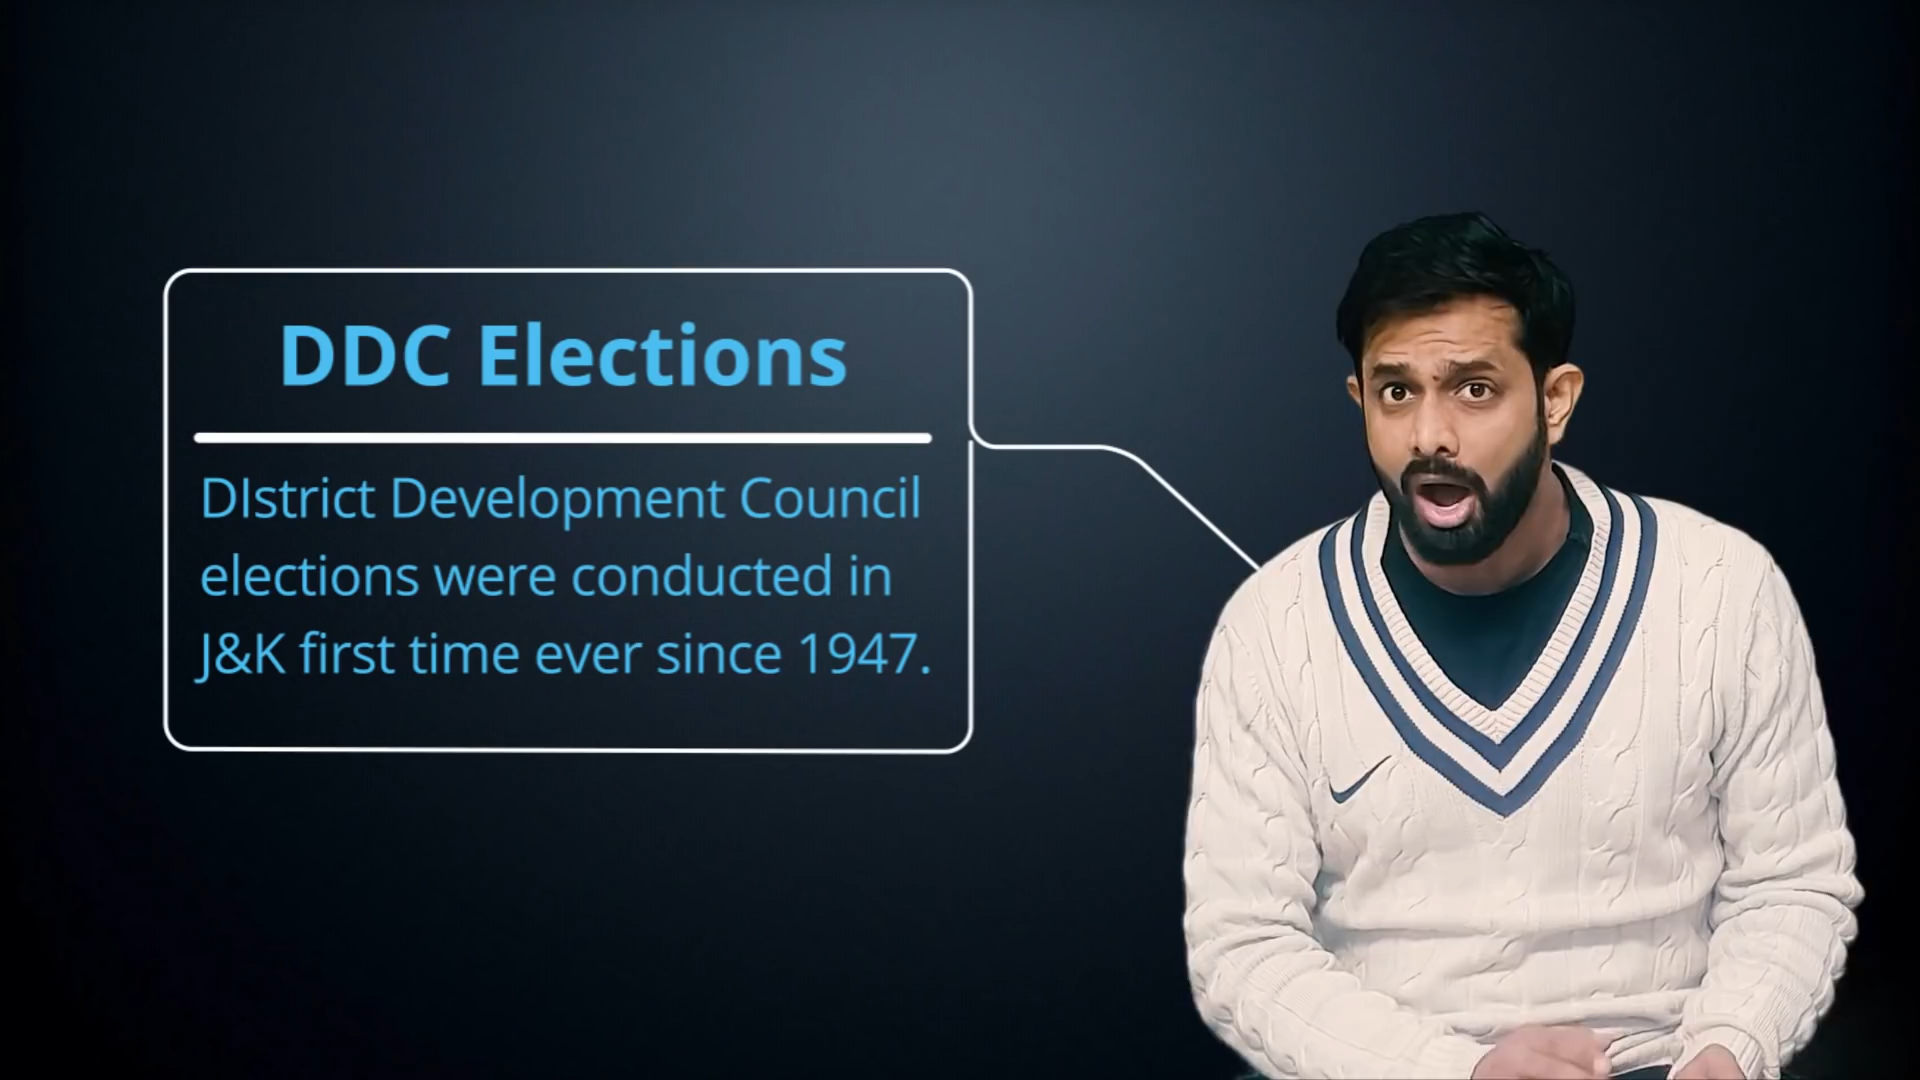 DDC Elections
DIstrict Development Council
elections were conducted in
J&K first time ever since 1947.